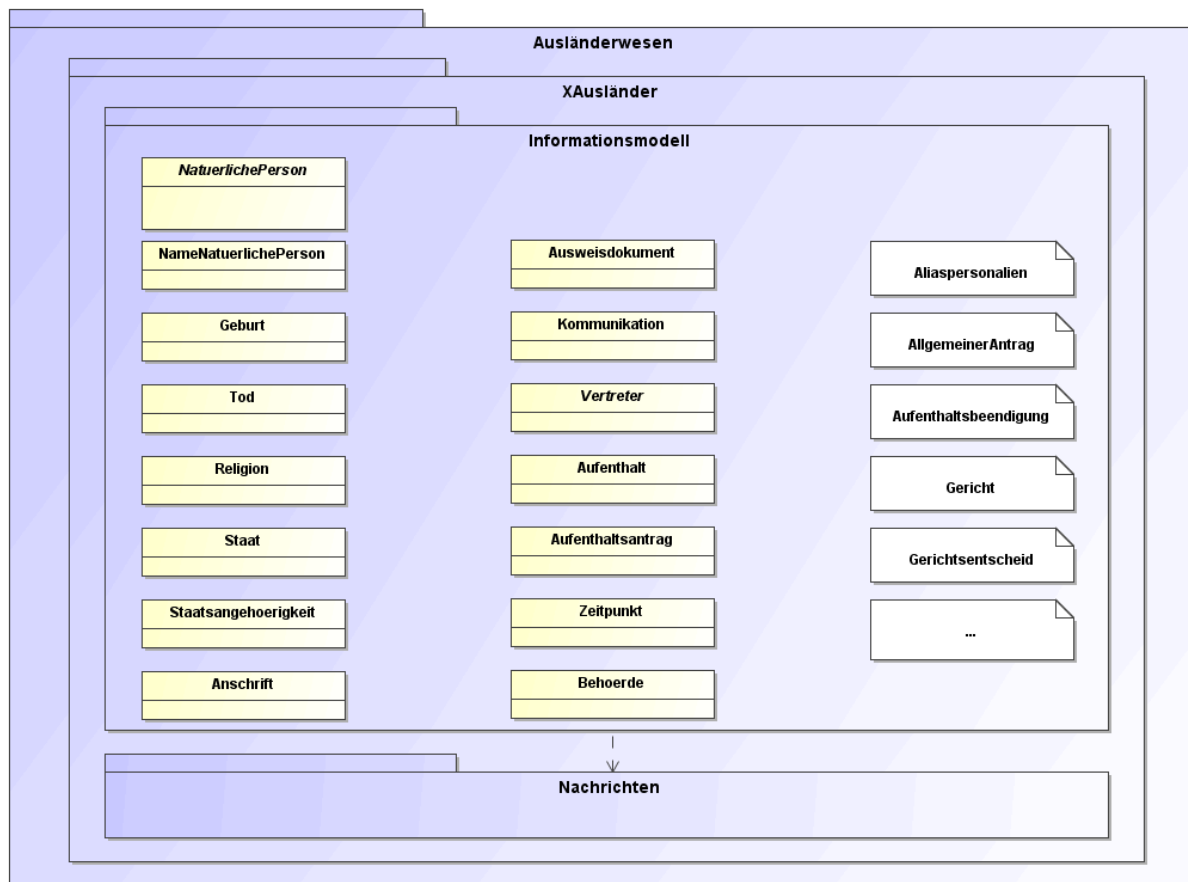 Ausländerwesen
XAusländer
Informationsmodell
NatuerlichePerson
NameNatuerlichePerson
Ausweisdokument
Aliaspersonalien
Geburt
Kommunikation
AllgemeinerAntrag
Tod
Vertreter
Aufenthaltsbeendigung
Religion
Aufenthalt
Gericht
Staat
Aufenthaltsantrag
Gerichtsentscheid
Staatsangehoerigkeit
Zeitpunkt
...
Anschrift
Behoerde
Nachrichten